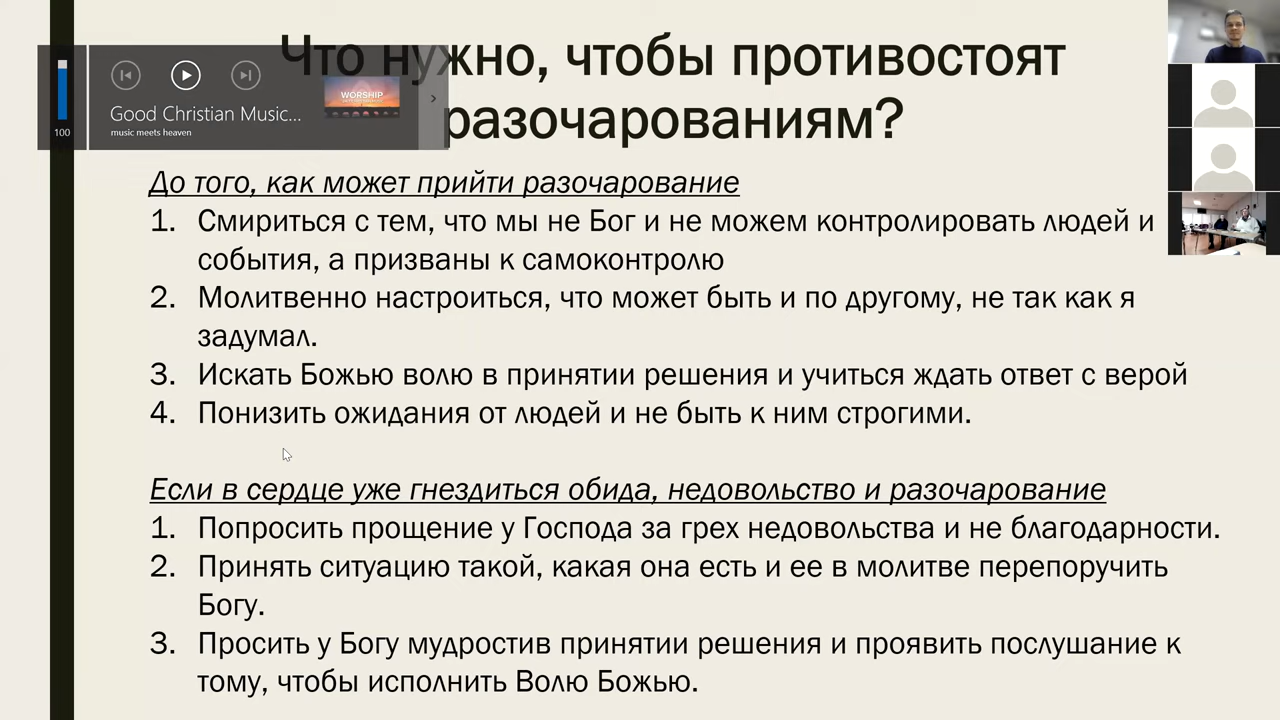 Что нужно, чтобы противостоят
разочарованиям?
100
Good Christian Music...
music meets heaven
WORSHIP
До того, как может прийти разочарование
1. Смириться с тем, что мы не Бог и не можем контролировать людей и
события, а призваны к самоконтролю
2. Молитвенно настроиться, что может быть и по другому, не так как я
задумал.
3. Искать Божью волю в принятии решения и учиться ждать ответ с верой
4. Понизить ожидания от людей и не быть к ним строгими.
Если в сердце уже гнездиться обида, недовольство и разочарование
1. Попросить прощение у Господа за грех недовольства и не благодарности.
2. Принять ситуацию такой, какая она есть и ее в молитве перепоручить
Богу.
3. Просить у Богу мудростив принятии решения и проявить послушание к
тому, чтобы исполнить Волю Божью.